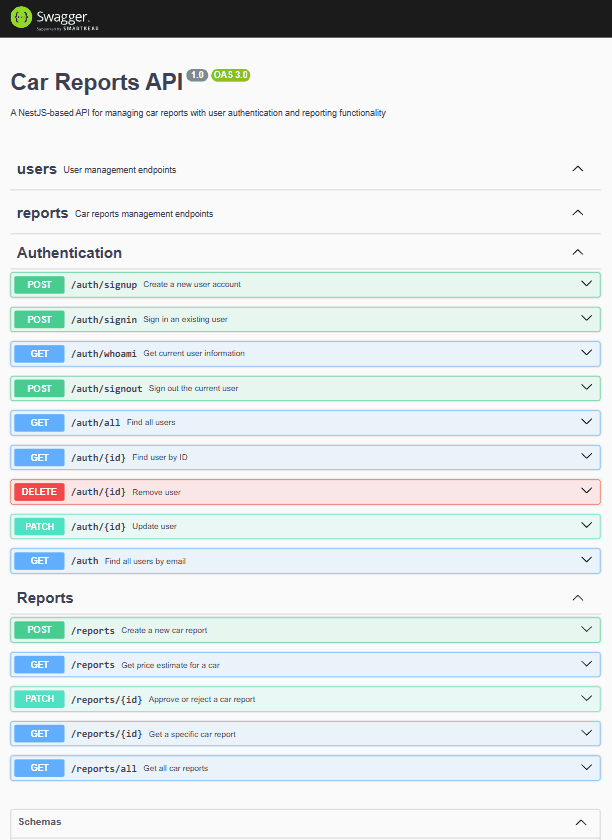 Swagger.
Supported by SMARTBEAR
Car Reports API 1.0 OAS 3.0
A NestJS-based API for managing car reports with user authentication and reporting functionality
users User management endpoints
reports Car reports management endpoints
Authentication
POST /auth/signup Create a new user account
POST /auth/signin Sign in an existing user
GET /auth/whoami Get current user information
POST /auth/signout Sign out the current user
GET /auth/all Find all users
GET /auth/{id} Find user by ID
DELETE /auth/{id} Remove user
PATCH /auth/{id} Update user
GET /auth Find all users by email
Reports
POST /reports Create a new car report
GET /reports Get price estimate for a car
PATCH /reports/{id} Approve or reject a car report
GET /reports/{id} Get a specific car report
GET /reports/all Get all car reports
Schemas